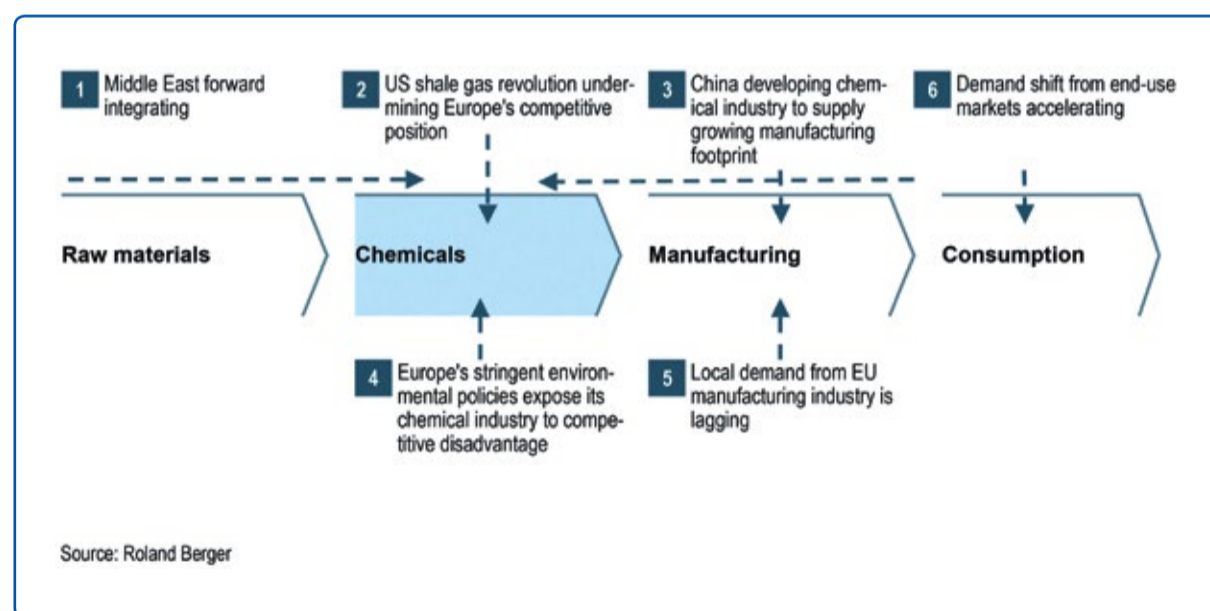 1 Middle East forward
integrating
2 US shale gas revolution under-
mining Europe's competitive
position
3 China developing chem-
ical industry to supply
growing manufacturing
footprint
6 Demand shift from end-use
markets accelerating
Raw materials
Chemicals
Manufacturing
Consumption
4 Europe's stringent environ-
mental policies expose its
chemical industry to compe-
titive disadvantage
5 Local demand from EU
manufacturing industry is
lagging
Source: Roland Berger